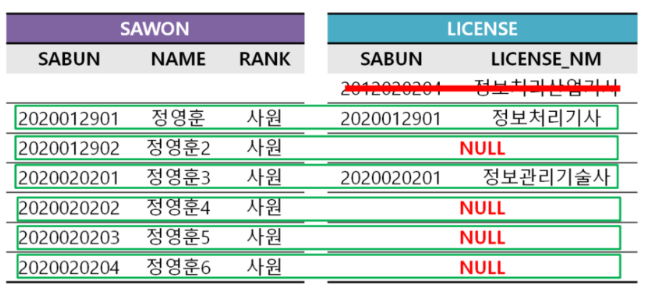 SAWON LICENSE
SABUN NAME RANK SABUN LICENSE_NM
2012020204 정보처리산업기사
2020012901 정영훈 사원 2020012901 정보처리기사
2020012902 정영훈2 사원 NULL
2020020201 정영훈3 사원 2020020201 정보관리기술사
2020020202 정영훈4 사원 NULL
2020020203 정영훈5 사원 NULL
2020020204 정영훈6 사원 NULL